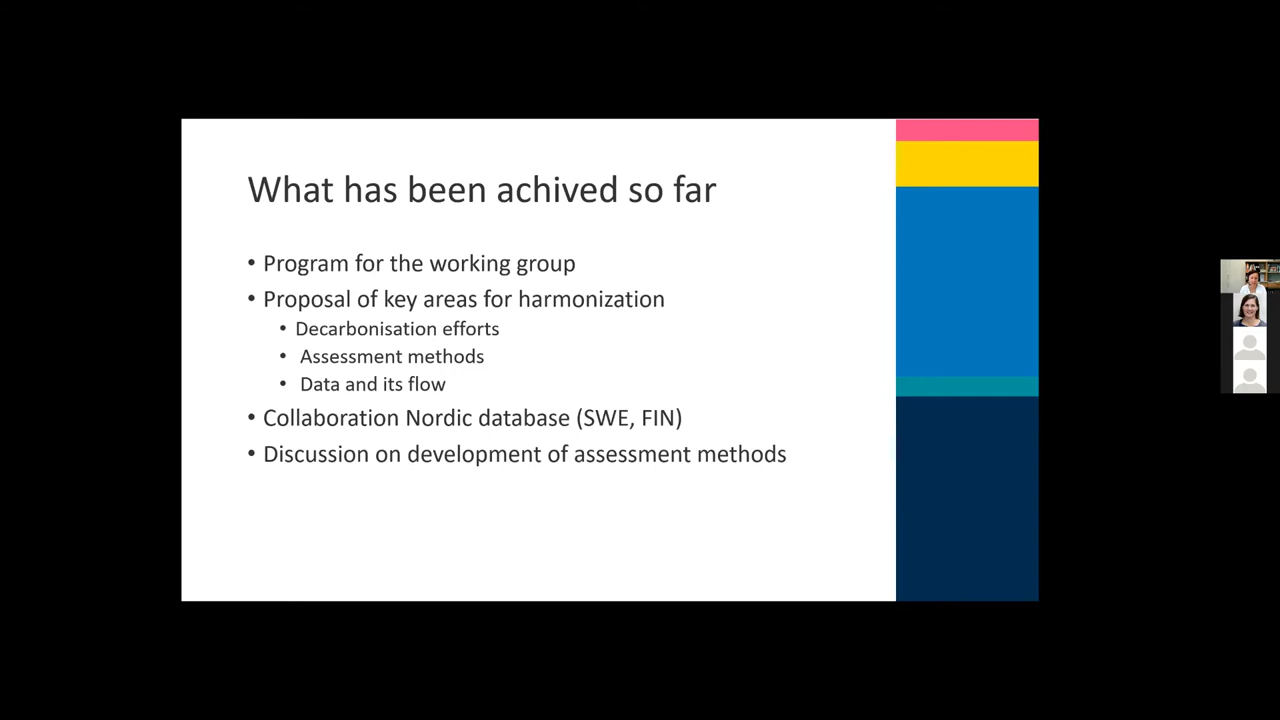 What has been achived so far
• Program for the working group
• Proposal of key areas for harmonization
• Decarbonisation efforts
• Assessment methods
• Data and its flow
• Collaboration Nordic database (SWE, FIN)
• Discussion on development of assessment methods